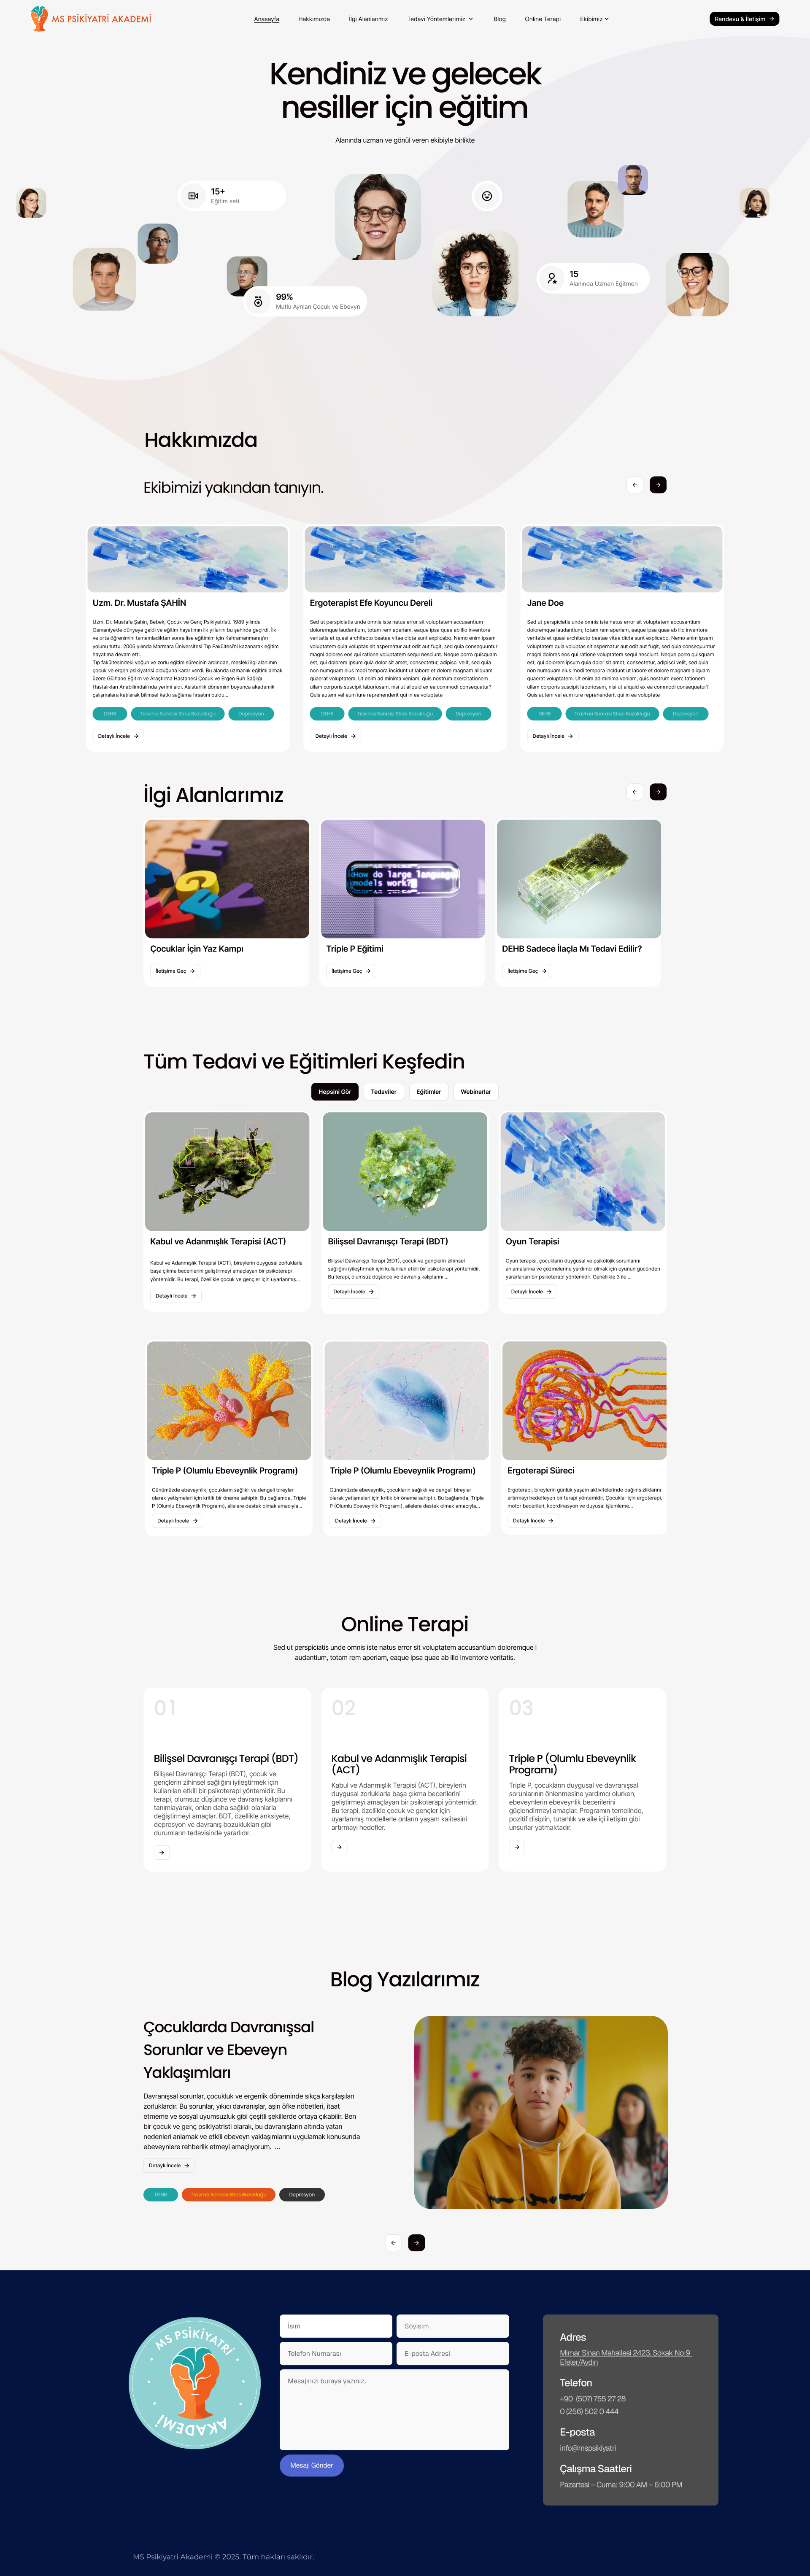 MS PSİKİYATRİ AKADEMİ
Anasayfa
Hakkımızda
İlgi Alanlarımız
Tedavi Yöntemlerimiz
Blog
Online Terapi
Ekibimiz
Randevu & İletişim
Kendiniz ve gelecek
nesiller için eğitim
Alanında uzman ve gönül veren ekibiyle birlikte
15+
Eğitim seti
99%
Mutlu Ayrılan Çocuk ve Ebevyn
15
Alanında Uzman Eğitmen
Hakkımızda
Ekibimizi yakından tanıyın.
Uzm. Dr. Mustafa ŞAHİN
Uzm. Dr. Mustafa Şahin, Bebek, Çocuk ve Genç Psikiyatristi. 1989 yılında
Osmaniye'de dünyaya geldi ve eğitim hayatının ilk yıllarını bu şehirde geçirdi. İlk
ve orta öğrenimini tamamladıktan sonra lise eğitimi için Kahramanmaraş'ın
yolunu tuttu. 2006 yılında Marmara Üniversitesi Tıp Fakültesi'ni kazanarak eğitim
hayatına devam etti.
Tıp fakültesindeki yoğun ve zorlu eğitim sürecinin ardından, mesleki ilgi alanının
çocuk ve ergen psikiyatrisi olduğuna karar verdi. Bu alanda uzmanlık eğitimi almak
üzere Gülhane Eğitim ve Araştırma Hastanesi Çocuk ve Ergen Ruh Sağlığı
Hastalıkları Anabilimdalı'nda yerimi aldı. Asistanlık dönemim boyunca akademik
çalışmalara katılarak bilimsel katkı sağlama fırsatını buldu...
DEHB
Travma Sonrası Stres Bozukluğu
Depresyon
Detaylı İncele
Ergoterapist Efe Koyuncu Dereli
Sed ut perspiciatis unde omnis iste natus error sit voluptatem accusantium
doloremque laudantium, totam rem aperiam, eaque ipsa quae ab illo inventore
veritatis et quasi architecto beatae vitae dicta sunt explicabo. Nemo enim ipsam
voluptatem quia voluptas sit aspernatur aut odit aut fugit, sed quia consequuntur
magni dolores eos qui ratione voluptatem sequi nesciunt. Neque porro quisquam
est, qui dolorem ipsum quia dolor sit amet, consectetur, adipisci velit, sed quia
non numquam eius modi tempora incidunt ut labore et dolore magnam aliquam
quaerat voluptatem. Ut enim ad minima veniam, quis nostrum exercitationem
ullam corporis suscipit laboriosam, nisi ut aliquid ex ea commodi consequatur?
Quis autem vel eum iure reprehenderit qui in ea voluptate
DEHB
Travma Sonrası Stres Bozukluğu
Depresyon
Detaylı İncele
Jane Doe
Sed ut perspiciatis unde omnis iste natus error sit voluptatem accusantium
doloremque laudantium, totam rem aperiam, eaque ipsa quae ab illo inventore
veritatis et quasi architecto beatae vitae dicta sunt explicabo. Nemo enim ipsam
voluptatem quia voluptas sit aspernatur aut odit aut fugit, sed quia consequuntur
magni dolores eos qui ratione voluptatem sequi nesciunt. Neque porro quisquam
est, qui dolorem ipsum quia dolor sit amet, consectetur, adipisci velit, sed quia
non numquam eius modi tempora incidunt ut labore et dolore magnam aliquam
quaerat voluptatem. Ut enim ad minima veniam, quis nostrum exercitationem
ullam corporis suscipit laboriosam, nisi ut aliquid ex ea commodi consequatur?
Quis autem vel eum iure reprehenderit qui in ea voluptate
DEHB
Travma Sonrası Stres Bozukluğu
Depresyon
Detaylı İncele
İlgi Alanlarımız
Çocuklar İçin Yaz Kampı
İletişime Geç
How do large language
models work?
Triple P Eğitimi
İletişime Geç
DEHB Sadece İlaçla Mı Tedavi Edilir?
İletişime Geç
Tüm Tedavi ve Eğitimleri Keşfedin
Hepsini Gör
Tedaviler
Eğitimler
Webinarlar
Kabul ve Adanmışlık Terapisi (ACT)
Kabul ve Adanmışlık Terapisi (ACT), bireylerin duygusal zorluklarla
başa çıkma becerilerini geliştirmeyi amaçlayan bir psikoterapi
yöntemidir. Bu terapi, özellikle çocuk ve gençler için uyarlanmış...
Detaylı İncele
Bilişsel Davranışçı Terapi (BDT)
Bilişsel Davranışçı Terapi (BDT), çocuk ve gençlerin zihinsel
sağlığını iyileştirmek için kullanılan etkili bir psikoterapi yöntemidir.
Bu terapi, olumsuz düşünce ve davranış kalıplarını ...
Detaylı İncele
Oyun Terapisi
Oyun terapisi, çocukların duygusal ve psikolojik sorunlarını
anlamalarına ve çözmelerine yardımcı olmak için oyunun gücünden
yararlanan bir psikoterapi yöntemidir. Genellikle 3 ile ...
Detaylı İncele
Triple P (Olumlu Ebeveynlik Programı)
Günümüzde ebeveynlik, çocukların sağlıklı ve dengeli bireyler
olarak yetişmeleri için kritik bir öneme sahiptir. Bu bağlamda, Triple
P (Olumlu Ebeveynlik Programı), ailelere destek olmak amacıyla...
Detaylı İncele
Triple P (Olumlu Ebeveynlik Programı)
Günümüzde ebeveynlik, çocukların sağlıklı ve dengeli bireyler
olarak yetişmeleri için kritik bir öneme sahiptir. Bu bağlamda, Triple
P (Olumlu Ebeveynlik Programı), ailelere destek olmak amacıyla...
Detaylı İncele
Ergoterapi Süreci
Ergoterapi, bireylerin günlük yaşam aktivitelerinde bağımsızlıklarını
artırmayı hedefleyen bir terapi yöntemidir. Çocuklar için ergoterapi,
motor becerileri, koordinasyon ve duyusal işlemleme...
Detaylı İncele
Online Terapi
Sed ut perspiciatis unde omnis iste natus error sit voluptatem accusantium doloremque l
audantium, totam rem aperiam, eaque ipsa quae ab illo inventore veritatis.
01
Bilişsel Davranışçı Terapi (BDT)
Bilişsel Davranışçı Terapi (BDT), çocuk ve
gençlerin zihinsel sağlığını iyileştirmek için
kullanılan etkili bir psikoterapi yöntemidir. Bu
terapi, olumsuz düşünce ve davranış kalıplarını
tanımlayarak, onları daha sağlıklı olanlarla
değiştirmeyi amaçlar. BDT, özellikle anksiyete,
depresyon ve davranış bozuklukları gibi
durumların tedavisinde yararlıdır.
02
Kabul ve Adanmışlık Terapisi
(ACT)
Kabul ve Adanmışlık Terapisi (ACT), bireylerin
duygusal zorluklarla başa çıkma becerilerini
geliştirmeyi amaçlayan bir psikoterapi yöntemidir.
Bu terapi, özellikle çocuk ve gençler için
uyarlanmış modellerle onların yaşam kalitesini
artırmayı hedefler.
03
Triple P (Olumlu Ebeveynlik
Programı)
Triple P, çocukların duygusal ve davranışsal
sorunlarının önlenmesine yardımcı olurken,
ebeveynlerin ebeveynlik becerilerini
güçlendirmeyi amaçlar. Programın temelinde,
pozitif disiplin, tutarlılık ve aile içi iletişim gibi
unsurlar yatmaktadır.
Blog Yazılarımız
Çocuklarda Davranışsal
Sorunlar ve Ebeveyn
Yaklaşımları
Davranışsal sorunlar, çocukluk ve ergenlik döneminde sıkça karşılaşılan
zorluklardır. Bu sorunlar, yıkıcı davranışlar, aşırı öfke nöbetleri, itaat
etmeme ve sosyal uyumsuzluk gibi çeşitli şekillerde ortaya çıkabilir. Ben
bir çocuk ve genç psikiyatristi olarak, bu davranışların altında yatan
nedenleri anlamak ve etkili ebeveyn yaklaşımlarını uygulamak konusunda
ebeveynlere rehberlik etmeyi amaçlıyorum. ...
Detaylı İncele
DEHB
Travma Sonrası Stres Bozukluğu
Depresyon
MS PSİKİYATRİ
AKADEMİ
İsim
Soyisim
Telefon Numarası
E-posta Adresi
Mesajınızı buraya yazınız.
Mesajı Gönder
Adres
Mimar Sinan Mahallesi 2423. Sokak No:9
Efeler/Aydın
Telefon
+90 (507) 755 27 28
0 (256) 502 0 444
E-posta
info@mspsikiyatri
Çalışma Saatleri
Pazartesi – Cuma: 9:00 AM – 6:00 PM
MS Psikiyatri Akademi © 2025. Tüm hakları saklıdır.